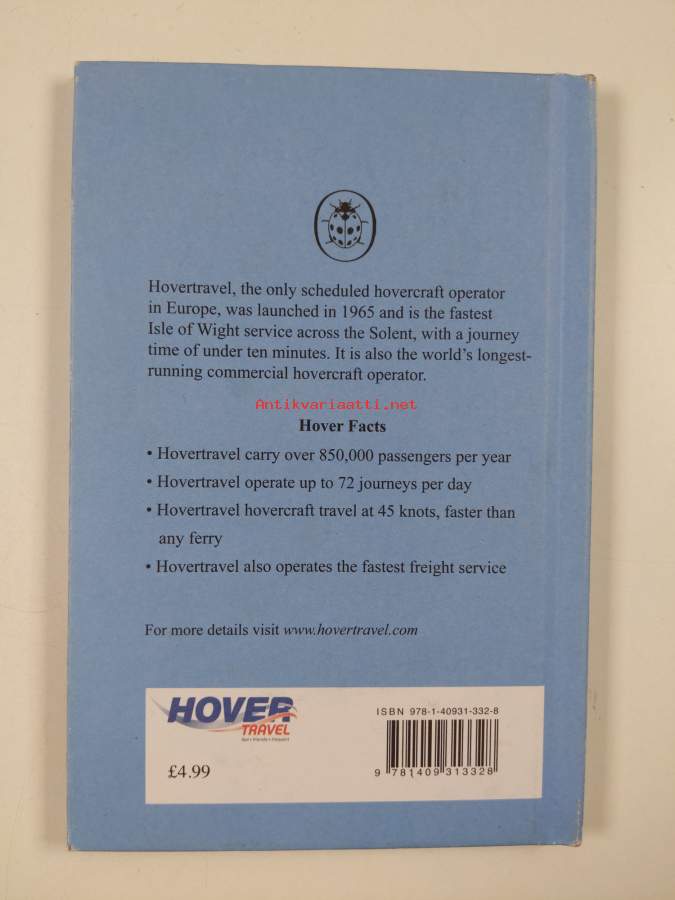 Hovertravel, the only scheduled hovercraft operator
in Europe, was launched in 1965 and is the fastest
Isle of Wight service across the Solent, with a journey
time of under ten minutes. It is also the world's longest-
running commercial hovercraft operator.
Antikvariaatti.net
Hover Facts
• Hovertravel carry over 850,000 passengers per year
• Hovertravel operate up to 72 journeys per day
• Hovertravel hovercraft travel at 45 knots, faster than
any ferry
• Hovertravel also operates the fastest freight service
For more details visit www.hovertravel.com
HOVER
TRAVEL
£4.99
ISBN 978-1-40931-332-8
9 781409 313328